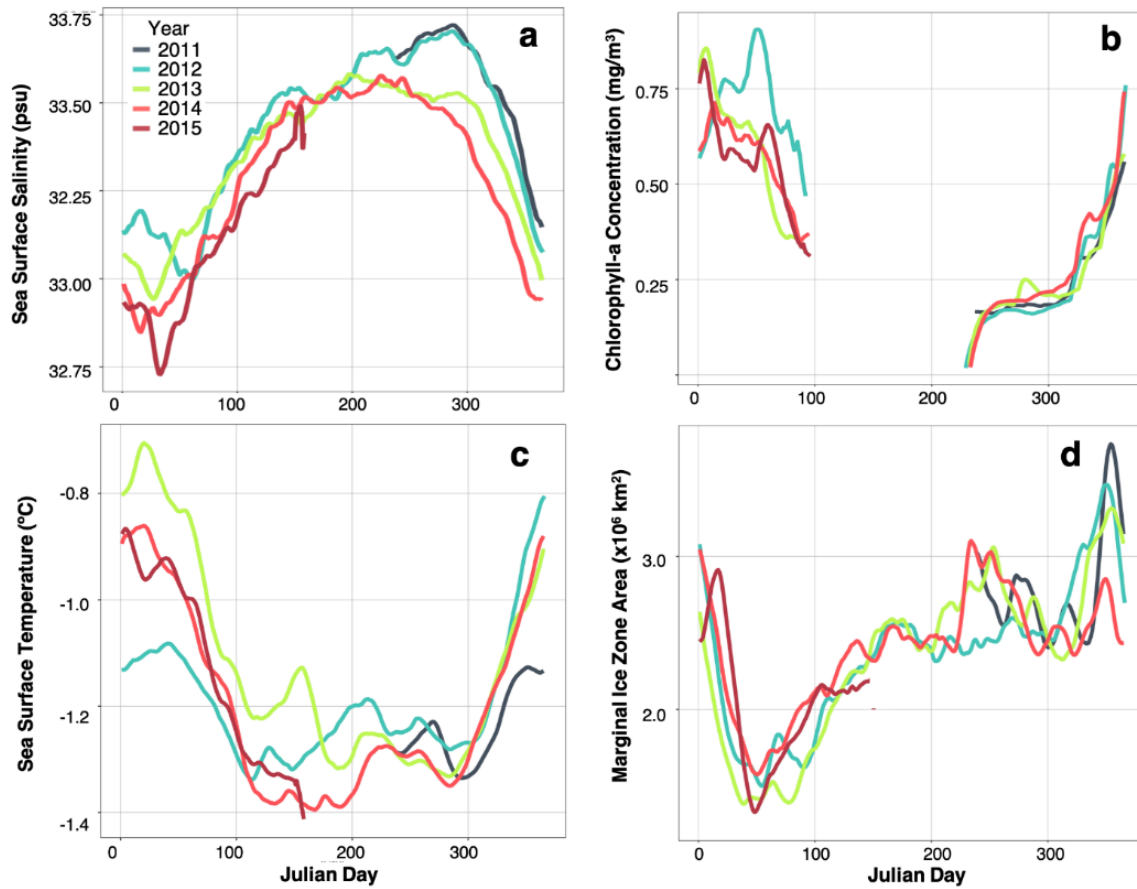 33.75
33.50
32.25
33.00
32.75
Sea Surface Salinity (psu)
Year
2011
2012
2013
2014
2015
a
0 100 200 300
0.75
0.50
0.25
Chlorophyll-a Concentration (mg/m³)
b
0 100 200 300
-0.8
-1.0
-1.2
-1.4
Sea Surface Temperature (°C)
c
0 100 200 300
Julian Day
3.0
2.0
Marginal Ice Zone Area (x10⁶ km²)
d
0 100 200 300
Julian Day